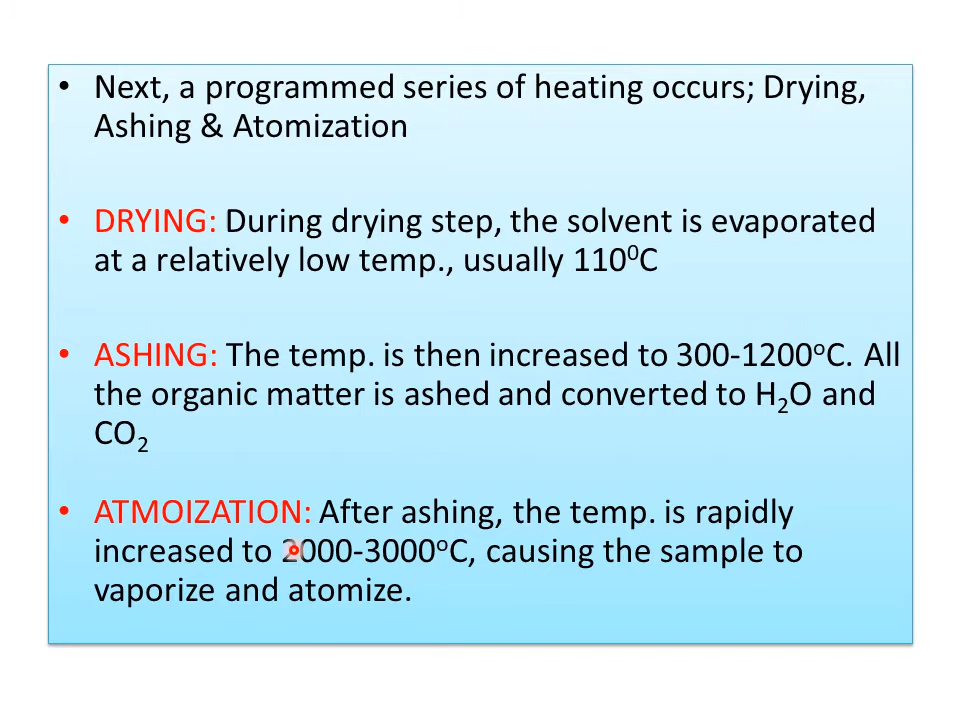 • Next, a programmed series of heating occurs; Drying,
Ashing & Atomization
• DRYING: During drying step, the solvent is evaporated
at a relatively low temp., usually 110⁰C
• ASHING: The temp. is then increased to 300-1200ᵒC. All
the organic matter is ashed and converted to H₂O and
CO₂
• ATMOIZATION: After ashing, the temp. is rapidly
increased to 2000-3000ᵒC, causing the sample to
vaporize and atomize.